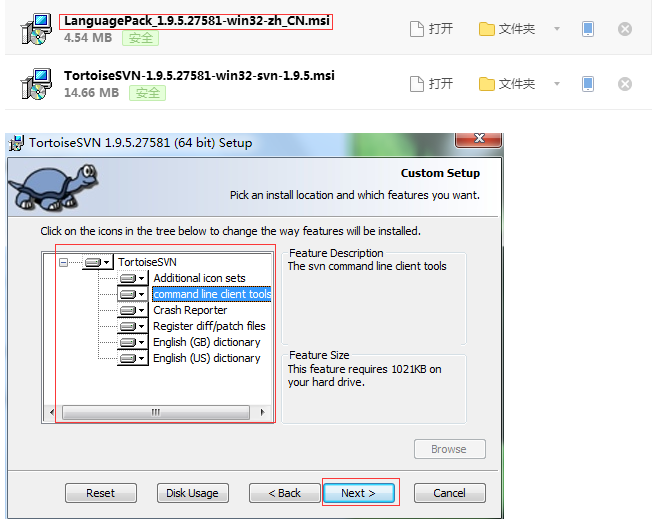 LanguagePack_1.9.5.27581-win32-zh_CN.msi
4.54 MB 安全
打开 文件夹
TortoiseSVN-1.9.5.27581-win32-svn-1.9.5.msi
14.66 MB 安全
打开 文件夹
TortoiseSVN 1.9.5.27581 (64 bit) Setup
Custom Setup
Pick an install location and which features you want.
Click on the icons in the tree below to change the way features will be installed.
TortoiseSVN
Additional icon sets
command line client tools
Crash Reporter
Register diff/patch files
English (GB) dictionary
English (US) dictionary
Feature Description
The svn command line client tools
Feature Size
This feature requires 1021KB on
your hard drive.
Browse
Reset Disk Usage < Back Next > Cancel